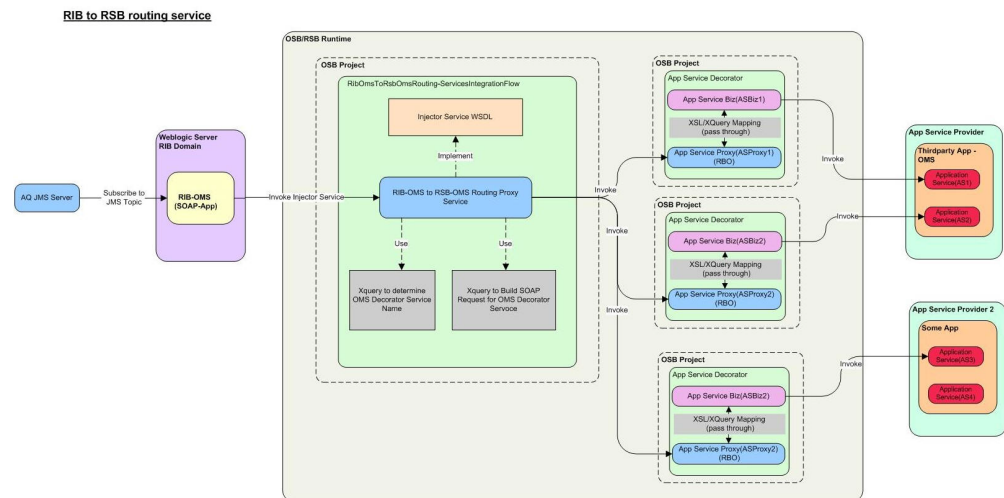 RIB to RSB routing service
OSB/RSB Runtime
OSB Project
RibOmsToRsbOmsRouting-ServicesIntegrationFlow
Injector Service WSDL
Implement
RIB-OMS to RSB-OMS Routing Proxy
Service
Use
Use
Xquery to determine
OMS Decorator Service
Name
Xquery to Build SOAP
Request for OMS Decorator
Servoce
Weblogic Server
RIB Domain
RIB-OMS
(SOAP-App)
AQ JMS Server
Subscribe to
JMS Topic
Invoke Injector Service
Invoke
Invoke
Invoke
OSB Project
App Service Decorator
App Service Biz(ASBiz1)
XSL/XQuery Mapping
(pass through)
App Service Proxy(ASProxy1)
(RBO)
OSB Project
App Service Decorator
App Service Biz(ASBiz2)
XSL/XQuery Mapping
(pass through)
App Service Proxy(ASProxy2)
(RBO)
OSB Project
App Service Decorator
App Service Biz(ASBiz2)
XSL/XQuery Mapping
(pass through)
App Service Proxy(ASProxy2)
(RBO)
Invoke
Invoke
Invoke
App Service Provider
Thirdparty App -
OMS
Application
Service(AS1)
Application
Service(AS2)
App Service Provider 2
Some App
Application
Service(AS3)
Application
Service(AS4)